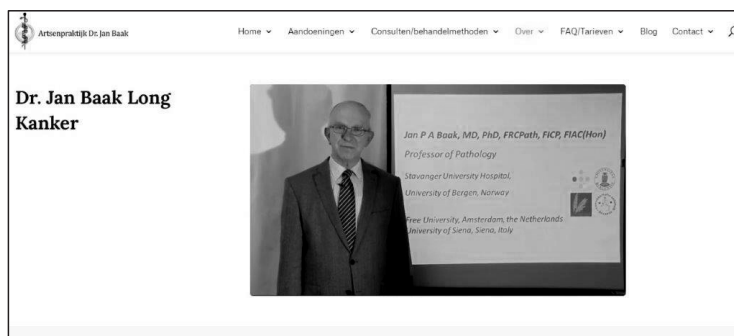 Artsenpraktijk Dr. Jan Baak
Home Aandoeningen Consulten/behandelmethoden Over FAQ/Tarieven Blog Contact
Dr. Jan Baak Long
Kanker
Jan P A Baak, MD, PhD, FRCPath, FICP, FIAC(Hon)
Professor of Pathology
Stavanger University Hospital,
University of Bergen, Norway
Free University, Amsterdam, the Netherlands
University of Siena, Siena, Italy